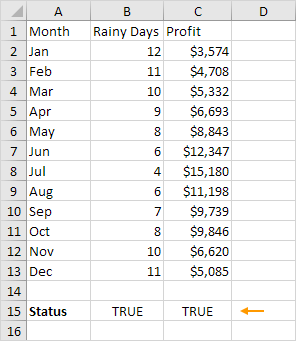 A B C D
1 Month Rainy Days Profit
2 Jan 12 $3,574
3 Feb 11 $4,708
4 Mar 10 $5,332
5 Apr 9 $6,693
6 May 8 $8,843
7 Jun 6 $12,347
8 Jul 4 $15,180
9 Aug 6 $11,198
10 Sep 7 $9,739
11 Oct 8 $9,846
12 Nov 10 $6,620
13 Dec 11 $5,085
14
15 Status TRUE TRUE
16